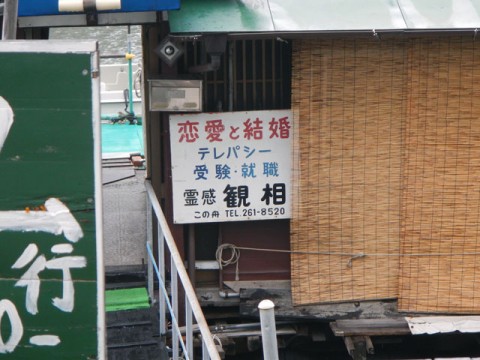 恋愛と結婚
テレパシー
受験・就職
霊感 観相
この舟 TEL.261-8520
行